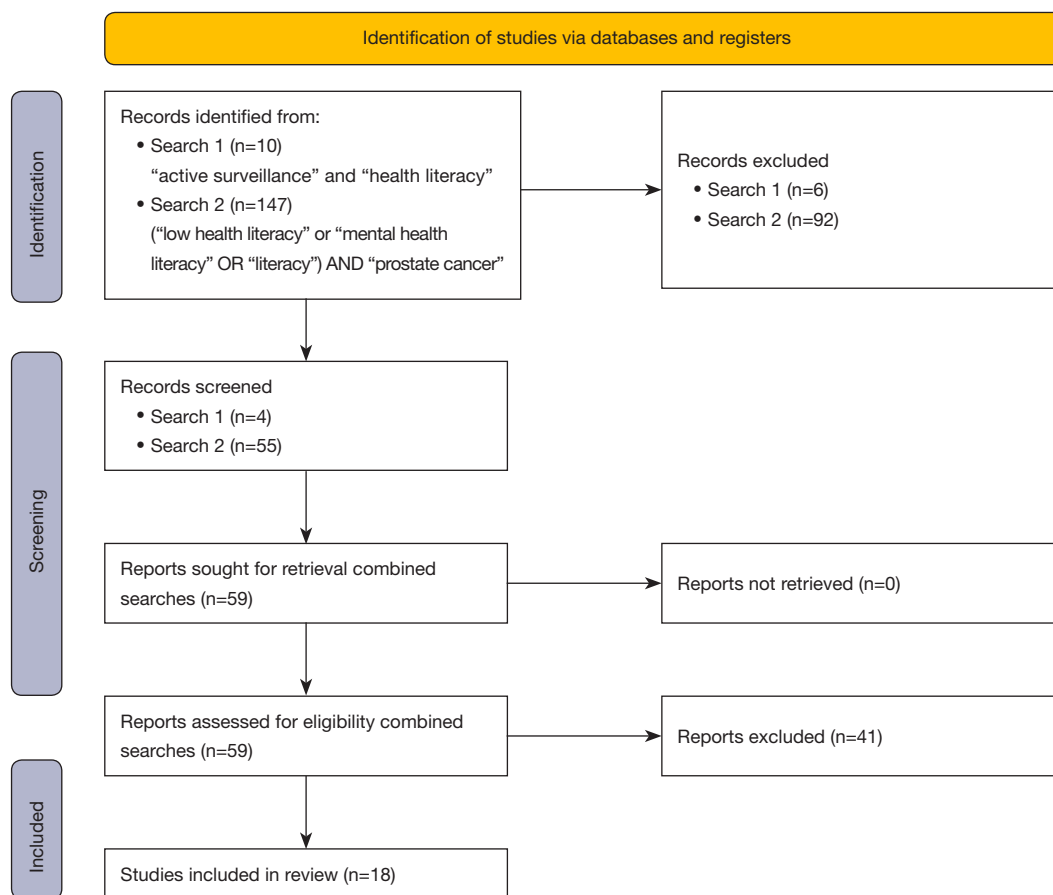 Identification of studies via databases and registers
Identification
Records identified from:
• Search 1 (n=10)
“active surveillance” and “health literacy”
• Search 2 (n=147)
(“low health literacy” or “mental health
literacy” OR “literacy”) AND “prostate cancer”
Records excluded
• Search 1 (n=6)
• Search 2 (n=92)
Screening
Records screened
• Search 1 (n=4)
• Search 2 (n=55)
Reports sought for retrieval combined
searches (n=59)
Reports not retrieved (n=0)
Reports assessed for eligibility combined
searches (n=59)
Reports excluded (n=41)
Included
Studies included in review (n=18)